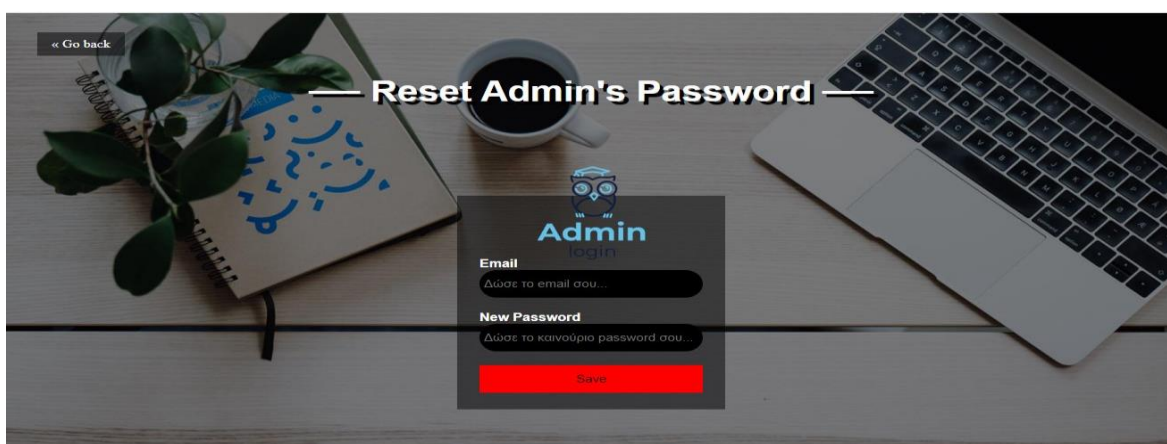 « Go back
Reset Admin's Password
Admin
login
Email
Δώσε το email σου...
New Password
Δώσε το καινούριο password σου...
Save